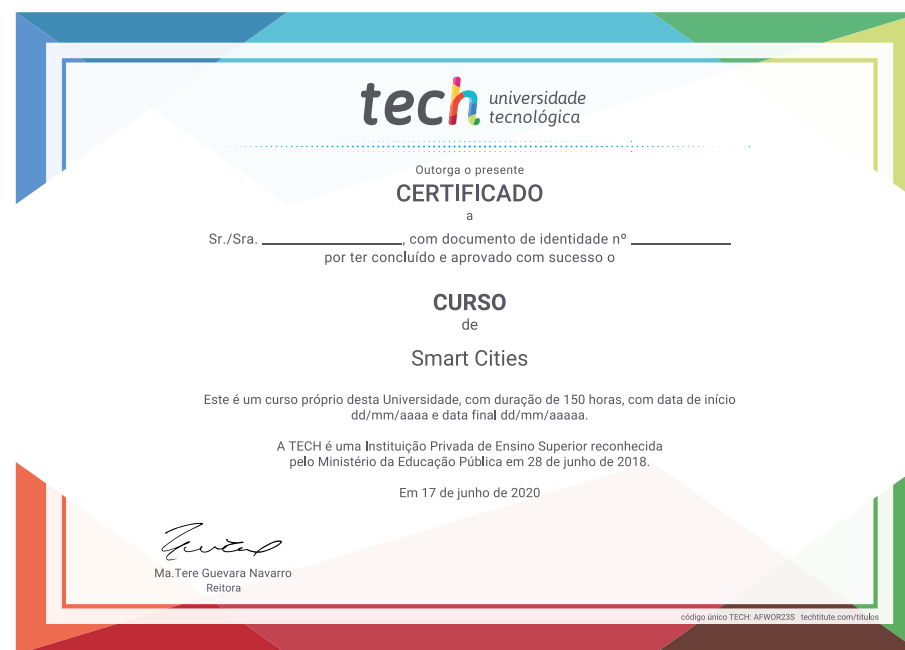 tech universidade
tecnológica
Outorga o presente
CERTIFICADO
a
Sr./Sra. ________________, com documento de identidade nº ____________
por ter concluído e aprovado com sucesso o
CURSO
de
Smart Cities
Este é um curso próprio desta Universidade, com duração de 150 horas, com data de início
dd/mm/aaaa e data final dd/mm/aaaaa.
A TECH é uma Instituição Privada de Ensino Superior reconhecida
pelo Ministério da Educação Pública em 28 de junho de 2018.
Em 17 de junho de 2020
Ma.Tere Guevara Navarro
Reitora
código único TECH: AFWOR23S techtitute.com/titulos